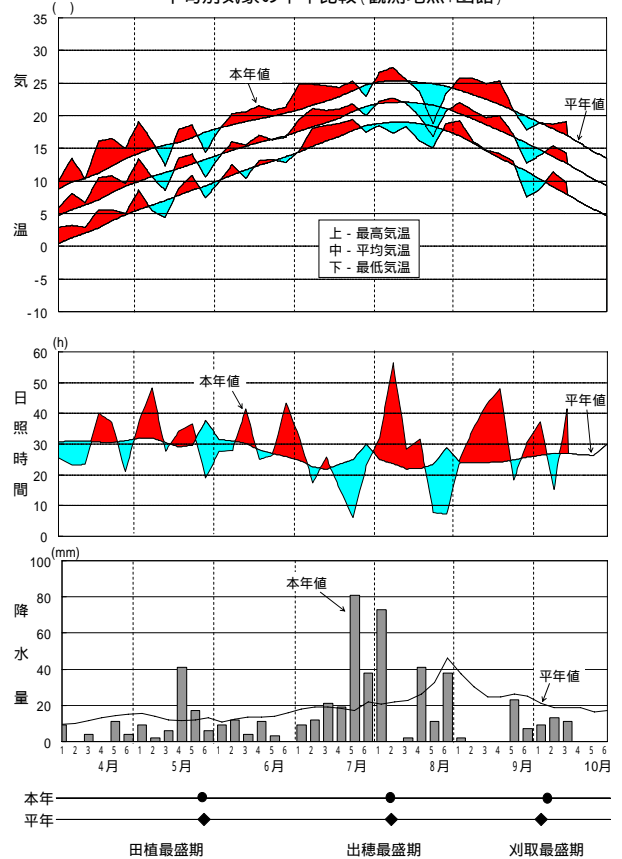 (   )
35
30
25
20
15
10
5
0
-5
-10
気
温
本年値
平年値
上 - 最高気温
中 - 平均気温
下 - 最低気温
(h)
60
50
40
30
20
10
0
日照時間
本年値
平年値
(mm)
100
80
60
40
20
0
降水量
本年値
平年値
1 2 3 4 5 6 1 2 3 4 5 6 1 2 3 4 5 6 1 2 3 4 5 6 1 2 3 4 5 6 1 2 3 4 5 6 1 2 3 4 5 6
4月 5月 6月 7月 8月 9月 10月
本年
平年
田植最盛期 出穂最盛期 刈取最盛期